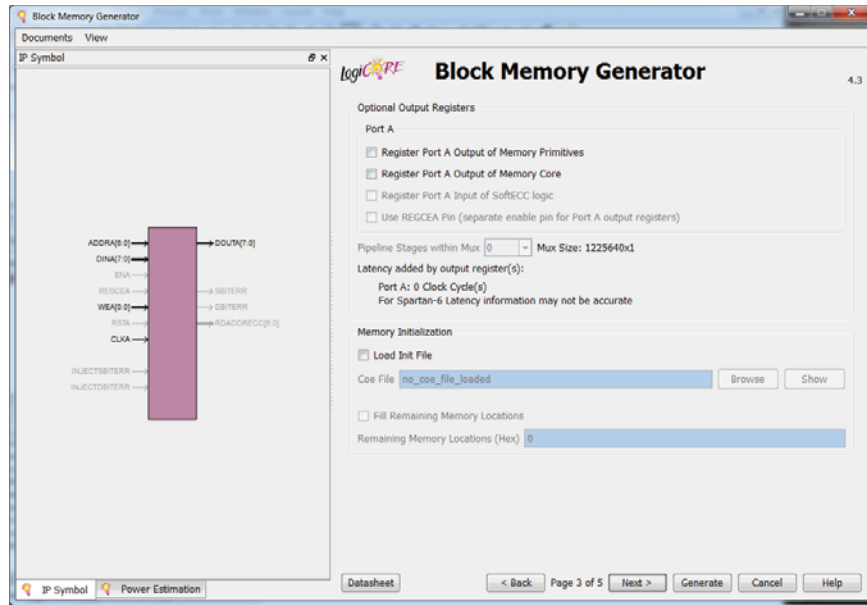 Block Memory Generator
Documents View
IP Symbol
ADDRA[8:0]
DINA[7:0]
ENA
REGCEA
WEA[0:0]
RSTA
CLKA
INJECTSBITERR
INJECTDBITERR
DOUTA[7:0]
SBITERR
DBITERR
RDADDRECC[8:0]
IP Symbol Power Estimation
LogiCORE
Block Memory Generator
4.3
Optional Output Registers
Port A
Register Port A Output of Memory Primitives
Register Port A Output of Memory Core
Register Port A Input of SoftECC logic
Use REGCEA Pin (separate enable pin for Port A output registers)
Pipeline Stages within Mux 0 Mux Size: 1225640x1
Latency added by output register(s):
Port A: 0 Clock Cycle(s)
For Spartan-6 Latency information may not be accurate
Memory Initialization
Load Init File
Coe File no_coe_file_loaded Browse Show
Fill Remaining Memory Locations
Remaining Memory Locations (Hex) 0
Datasheet < Back Page 3 of 5 Next > Generate Cancel Help